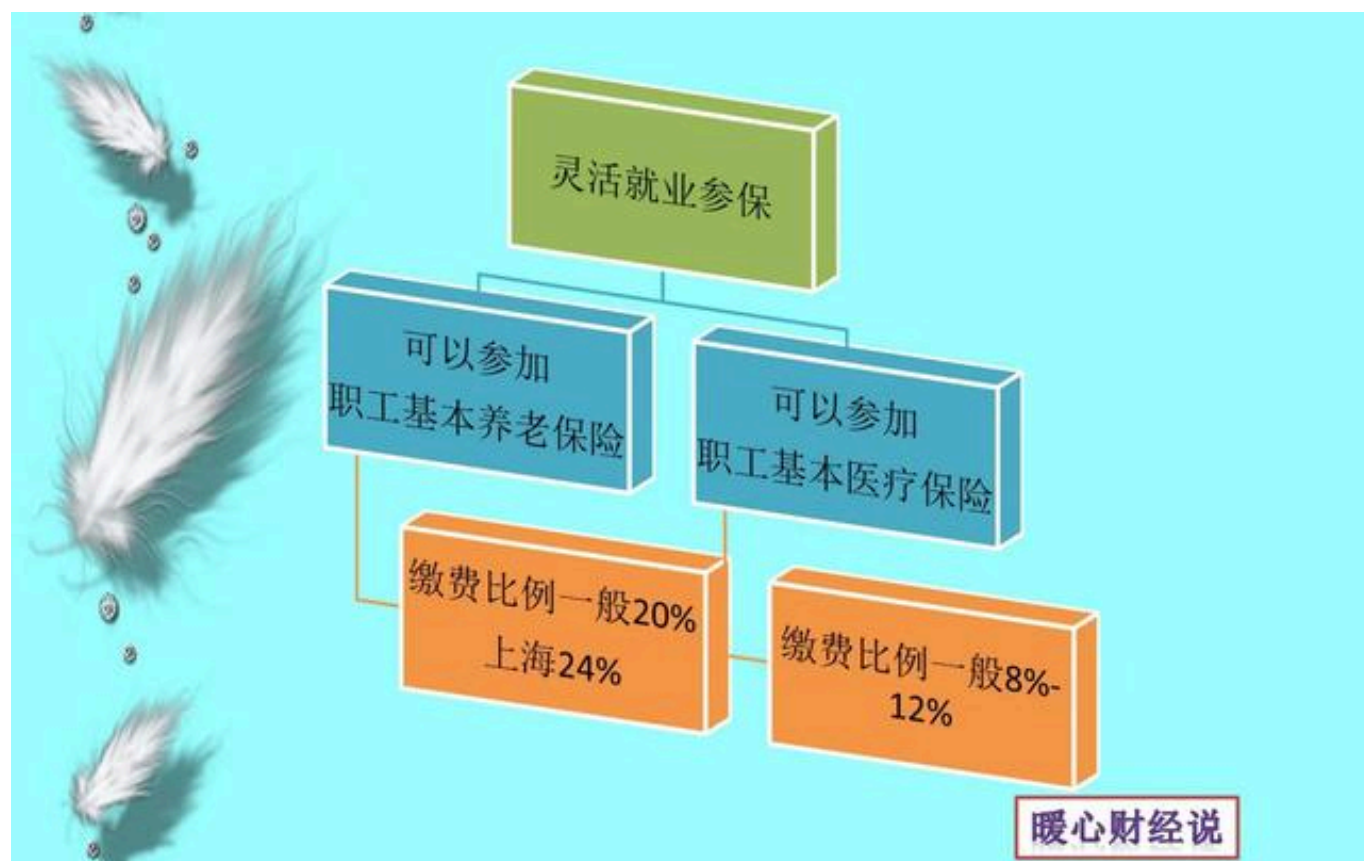 灵活就业参保
可以参加
职工基本养老保险
可以参加
职工基本医疗保险
缴费比例一般20%
上海24%
缴费比例一般8%-
12%
暖心财经说